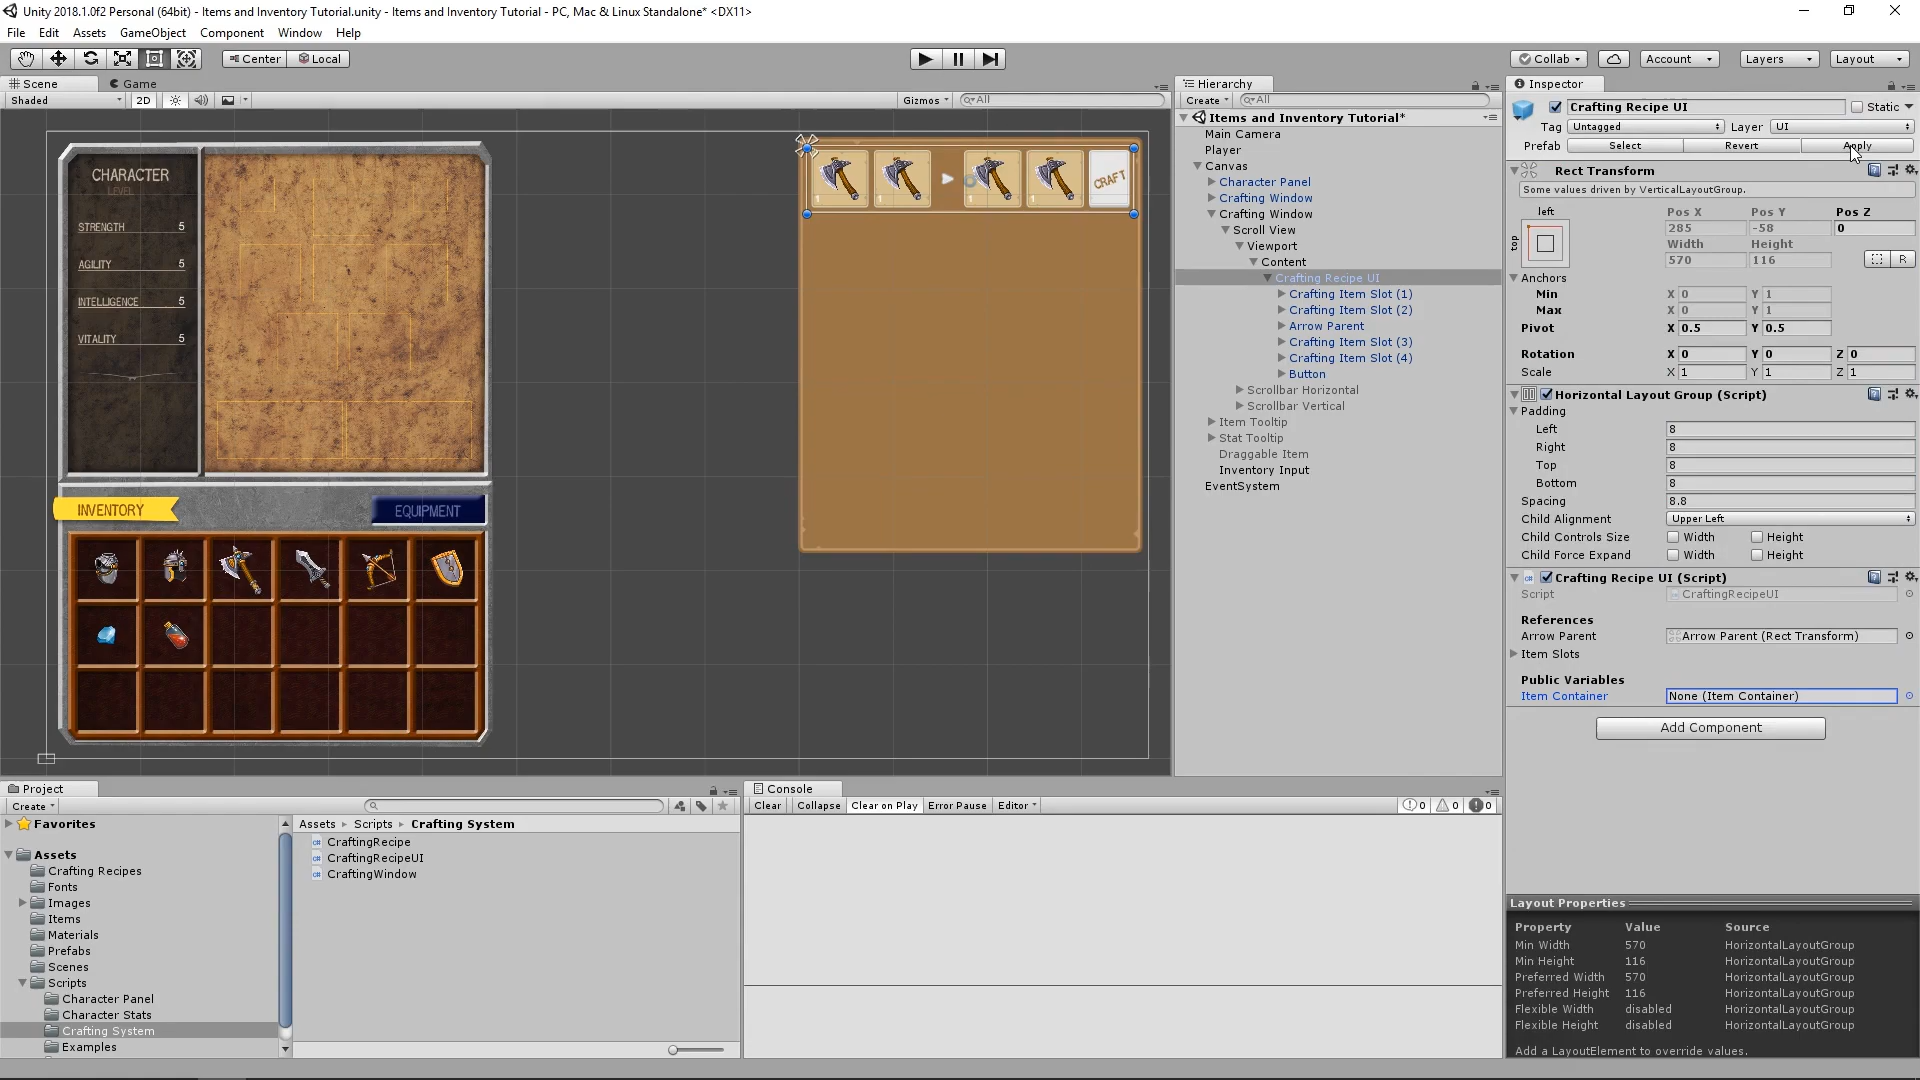 Unity 2018.1.0f2 Personal (64bit) - Items and Inventory Tutorial.unity - Items and Inventory Tutorial - PC, Mac & Linux Standalone* <DX11>
File Edit Assets GameObject Component Window Help
Center Local
Collab Account Layers Layout
Scene Game
Shaded 2D Gizmos All
CHARACTER
LEVEL
STRENGTH 5
AGILITY 5
INTELLIGENCE 5
VITALITY 5
INVENTORY EQUIPMENT
1 1 1 1 CRAFT
Hierarchy
Create All
Items and Inventory Tutorial*
Main Camera
Player
Canvas
Character Panel
Crafting Window
Crafting Window
Scroll View
Viewport
Content
Crafting Recipe UI
Crafting Item Slot (1)
Crafting Item Slot (2)
Arrow Parent
Crafting Item Slot (3)
Crafting Item Slot (4)
Button
Scrollbar Horizontal
Scrollbar Vertical
Item Tooltip
Stat Tooltip
Draggable Item
Inventory Input
EventSystem
Inspector
Crafting Recipe UI Static
Tag Untagged Layer UI
Prefab Select Revert Apply
Rect Transform
Some values driven by VerticalLayoutGroup.
left Pos X Pos Y Pos Z
top 285 -58 0
Width Height
570 116 R
Anchors
Min X 0 Y 1
Max X 0 Y 1
Pivot X 0.5 Y 0.5
Rotation X 0 Y 0 Z 0
Scale X 1 Y 1 Z 1
Horizontal Layout Group (Script)
Padding
Left 8
Right 8
Top 8
Bottom 8
Spacing 8.8
Child Alignment Upper Left
Child Controls Size Width Height
Child Force Expand Width Height
Crafting Recipe UI (Script)
Script CraftingRecipeUI
References
Arrow Parent Arrow Parent (Rect Transform)
Item Slots
Public Variables
Item Container None (Item Container)
Add Component
Layout Properties
Property Value Source
Min Width 570 HorizontalLayoutGroup
Min Height 116 HorizontalLayoutGroup
Preferred Width 570 HorizontalLayoutGroup
Preferred Height 116 HorizontalLayoutGroup
Flexible Width disabled HorizontalLayoutGroup
Flexible Height disabled HorizontalLayoutGroup
Add a LayoutElement to override values.
Project
Create
Favorites
Assets
Crafting Recipes
Fonts
Images
Items
Materials
Prefabs
Scenes
Scripts
Character Panel
Character Stats
Crafting System
Examples
Assets Scripts Crafting System
CraftingRecipe
CraftingRecipeUI
CraftingWindow
Console
Clear Collapse Clear on Play Error Pause Editor 0 0 0